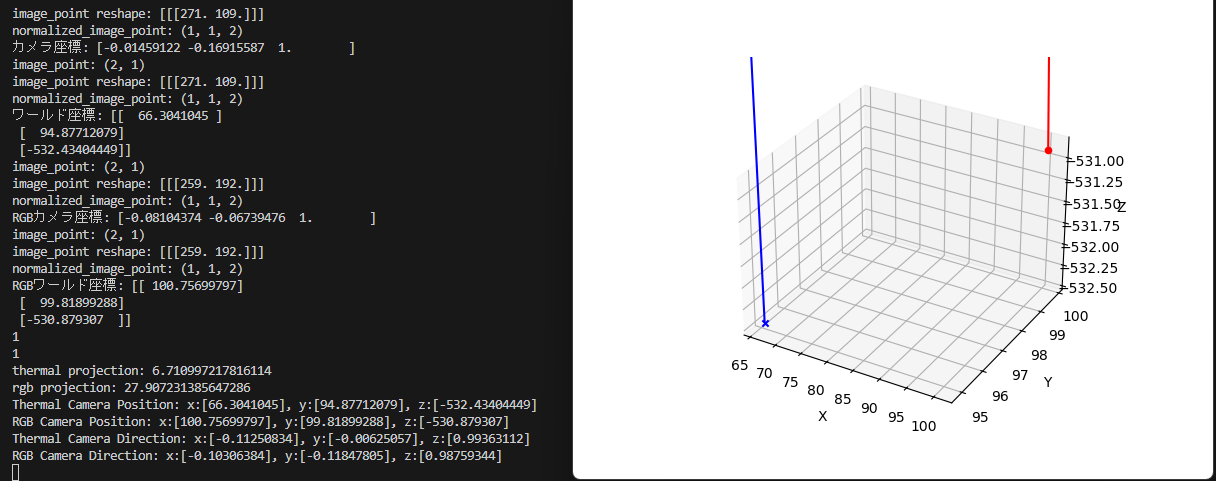 image_point reshape: [[[271. 109.]]]
normalized_image_point: (1, 1, 2)
カメラ座標: [-0.01459122 -0.16915587  1.        ]
image_point: (2, 1)
image_point reshape: [[[271. 109.]]]
normalized_image_point: (1, 1, 2)
ワールド座標: [[  66.3041045 ]
 [  94.87712079]
 [-532.43404449]]
image_point: (2, 1)
image_point reshape: [[[259. 192.]]]
normalized_image_point: (1, 1, 2)
RGBカメラ座標: [-0.08104374 -0.06739476  1.        ]
image_point: (2, 1)
image_point reshape: [[[259. 192.]]]
normalized_image_point: (1, 1, 2)
RGBワールド座標: [[ 100.75699797]
 [  99.81899288]
 [-530.879307  ]]
1
1
thermal projection: 6.710997217816114
rgb projection: 27.907231385647286
Thermal Camera Position: x:[66.3041045], y:[94.87712079], z:[-532.43404449]
RGB Camera Position: x:[100.75699797], y:[99.81899288], z:[-530.879307]
Thermal Camera Direction: x:[-0.11250834], y:[-0.00625057], z:[0.99363112]
RGB Camera Direction: x:[-0.10306384], y:[-0.11847805], z:[0.98759344]
-531.00
-531.25
-531.50
Z
-531.75
-532.00
-532.25
-532.50
100
99
98
97
96
95
Y
65
70
75
80
85
90
95
100
X